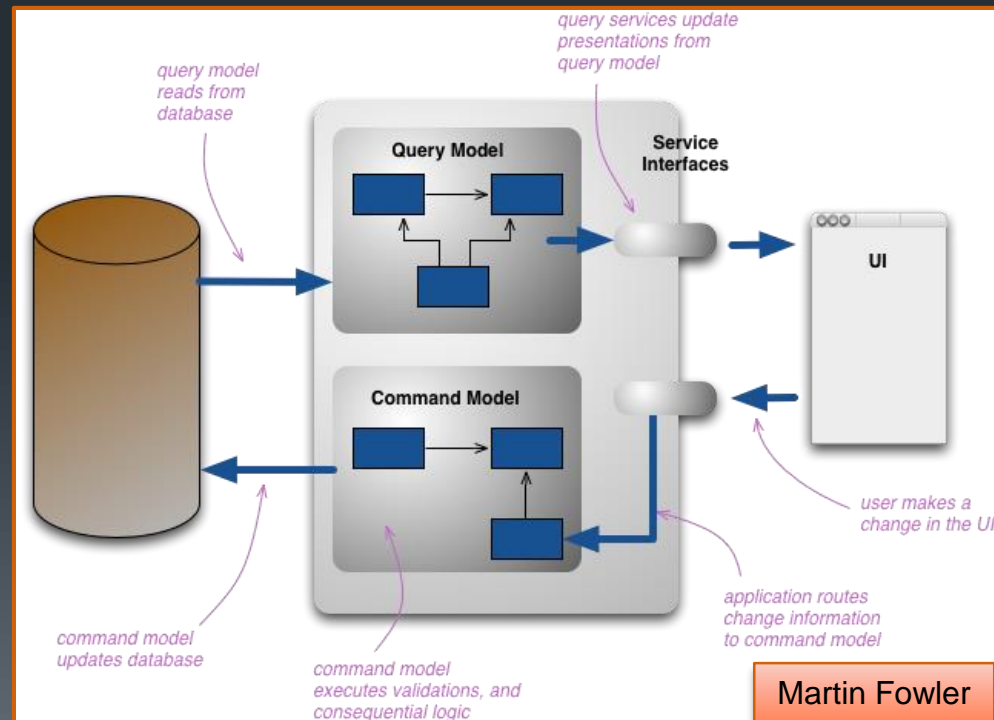 query services update
presentations from
query model
query model
reads from
database
Query Model
Service
Interfaces
UI
Command Model
user makes a
change in the UI
application routes
change information
to command model
command model
updates database
command model
executes validations, and
consequential logic
Martin Fowler